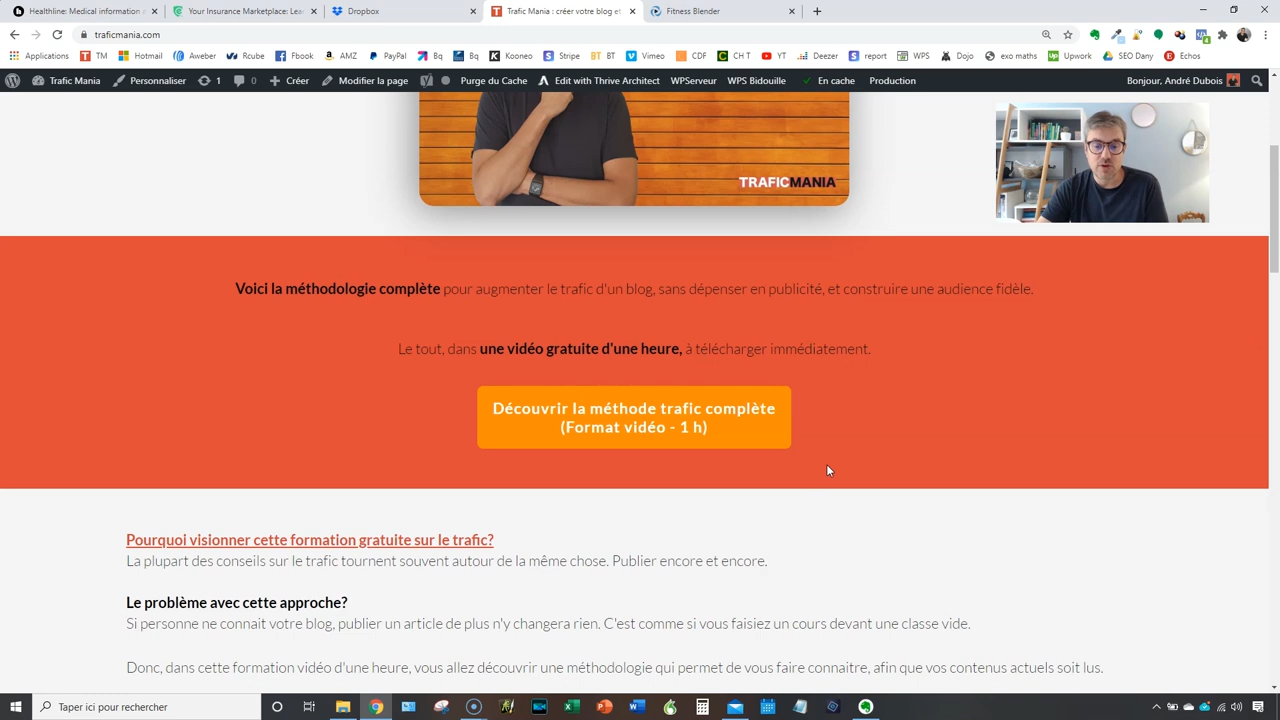 Healthline: Medical information a
Your Insurance Marketplace: Lea
Dropbox
Trafic Mania : créer votre blog et
Fitness Blender
traficmania.com
Applications
TM
Hotmail
Aweber
Rcube
Fbook
AMZ
PayPal
Bq
Bq
Kooneo
Stripe
BT BT
Vimeo
CDF
CH T
YT
Deezer
report
WPS
Dojo
exo maths
Upwork
SEO Dany
Echos
Trafic Mania
Personnaliser
1
0
Créer
Modifier la page
Purge du Cache
Edit with Thrive Architect
WPServeur
WPS Bidouille
En cache
Production
Bonjour, André Dubois
TRAFICMANIA
Voici la méthodologie complète pour augmenter le trafic d'un blog, sans dépenser en publicité, et construire une audience fidèle.
Le tout, dans une vidéo gratuite d'une heure, à télécharger immédiatement.
Découvrir la méthode trafic complète
(Format vidéo - 1 h)
Pourquoi visionner cette formation gratuite sur le trafic?
La plupart des conseils sur le trafic tournent souvent autour de la même chose. Publier encore et encore.
Le problème avec cette approche?
Si personne ne connait votre blog, publier un article de plus n'y changera rien. C'est comme si vous faisiez un cours devant une classe vide.
Donc, dans cette formation vidéo d'une heure, vous allez découvrir une méthodologie qui permet de vous faire connaitre, afin que vos contenus actuels soit lus.
Taper ici pour rechercher